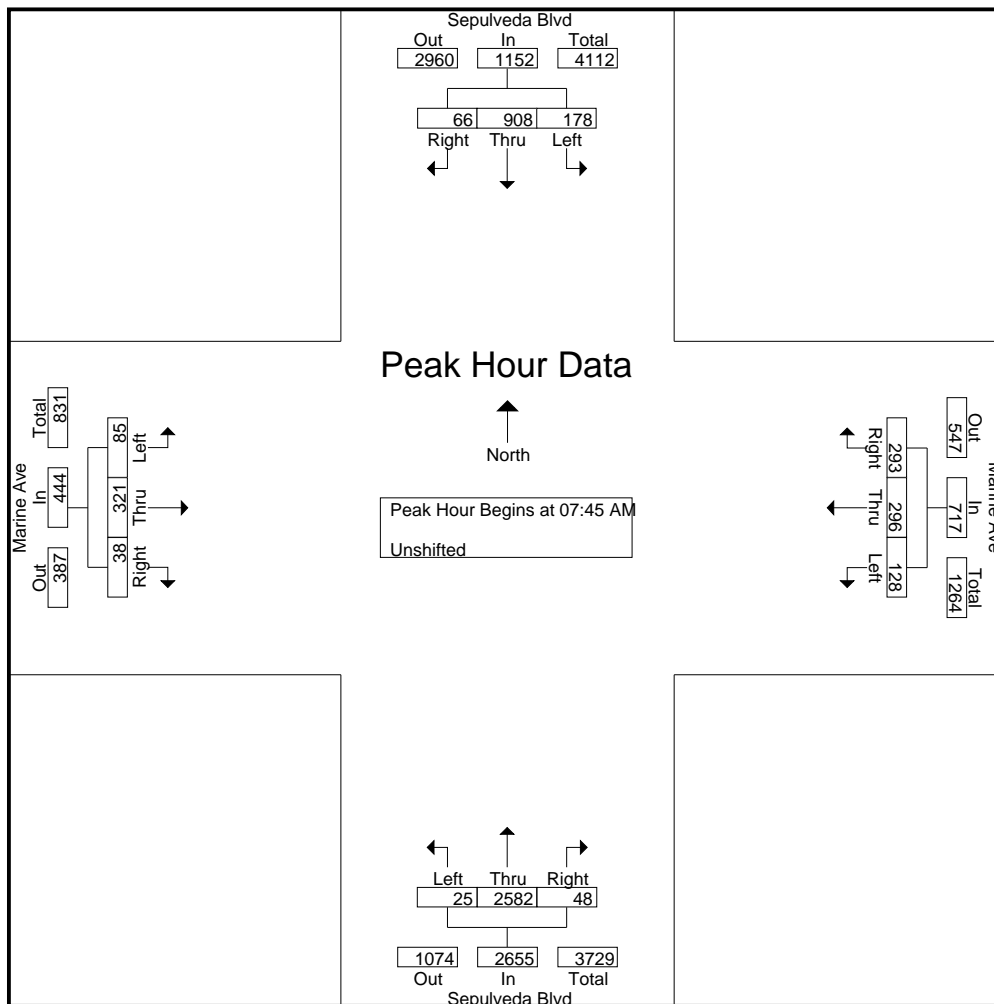 Sepulveda Blvd
Out In Total
2960 1152 4112
66 908 178
Right Thru Left
Peak Hour Data
North
Peak Hour Begins at 07:45 AM
Unshifted
Marine Ave
Total In Out
831 444 387
85 321 38
Left Thru Right
Right Thru Left
293 296 128
Out In Total
547 717 1264
Marine Ave
Left Thru Right
25 2582 48
1074 2655 3729
Out In Total
Sepulveda Blvd